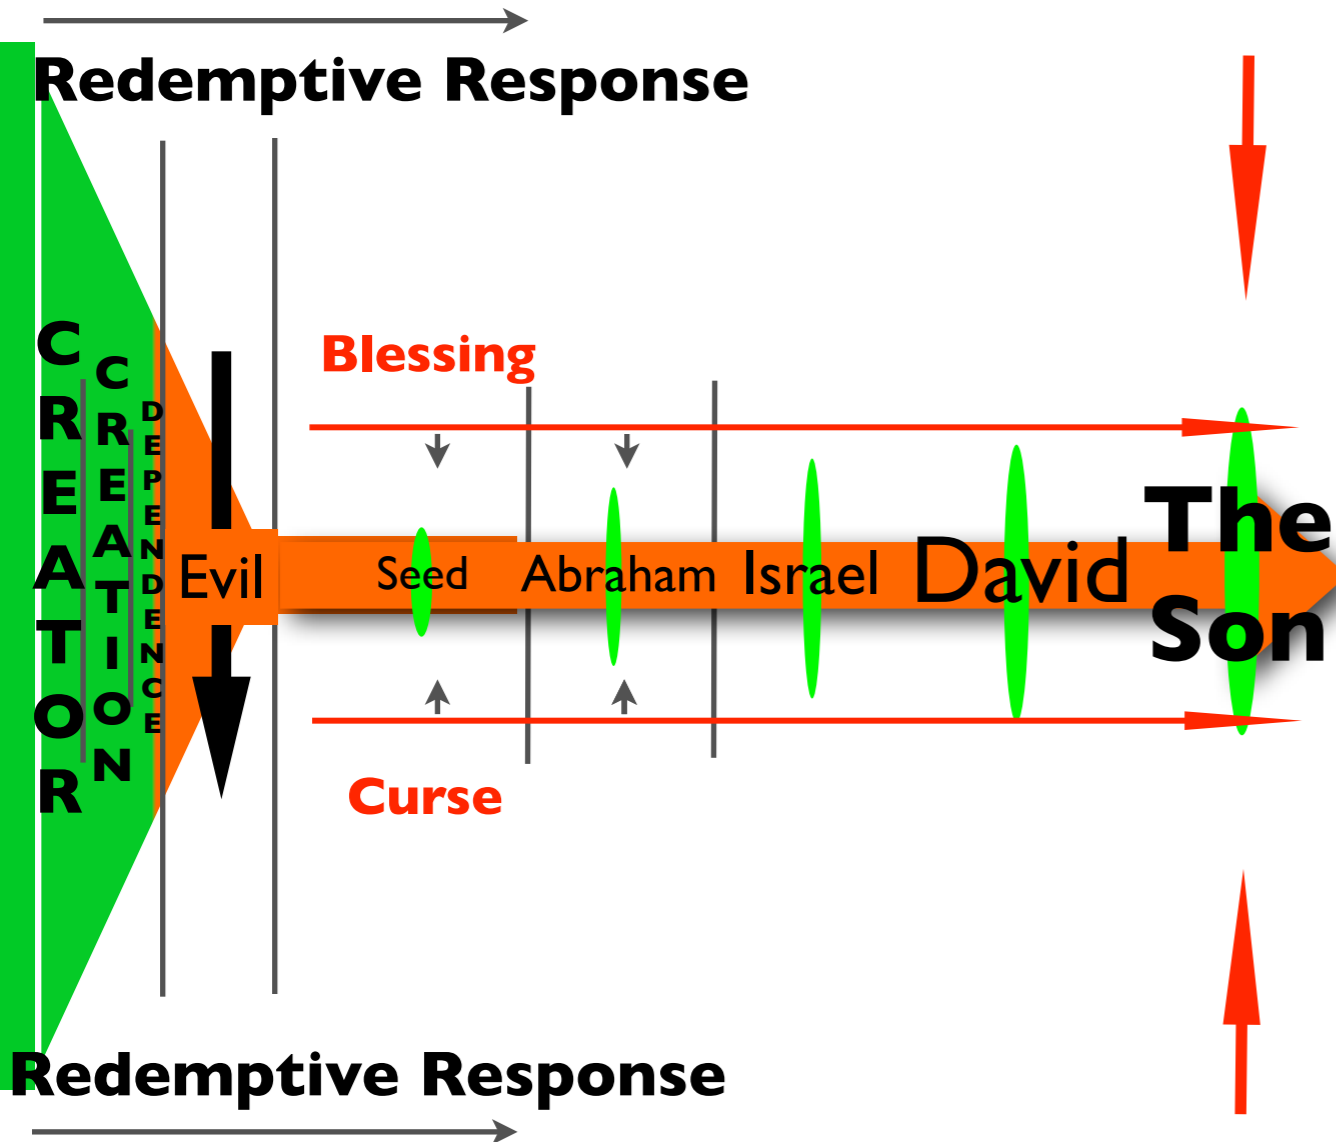 Redemptive Response
CREATOR
CREATION
DEPENDENCE
Evil
Blessing
Seed
Abraham
Israel
David
The
Son
Curse
Redemptive Response